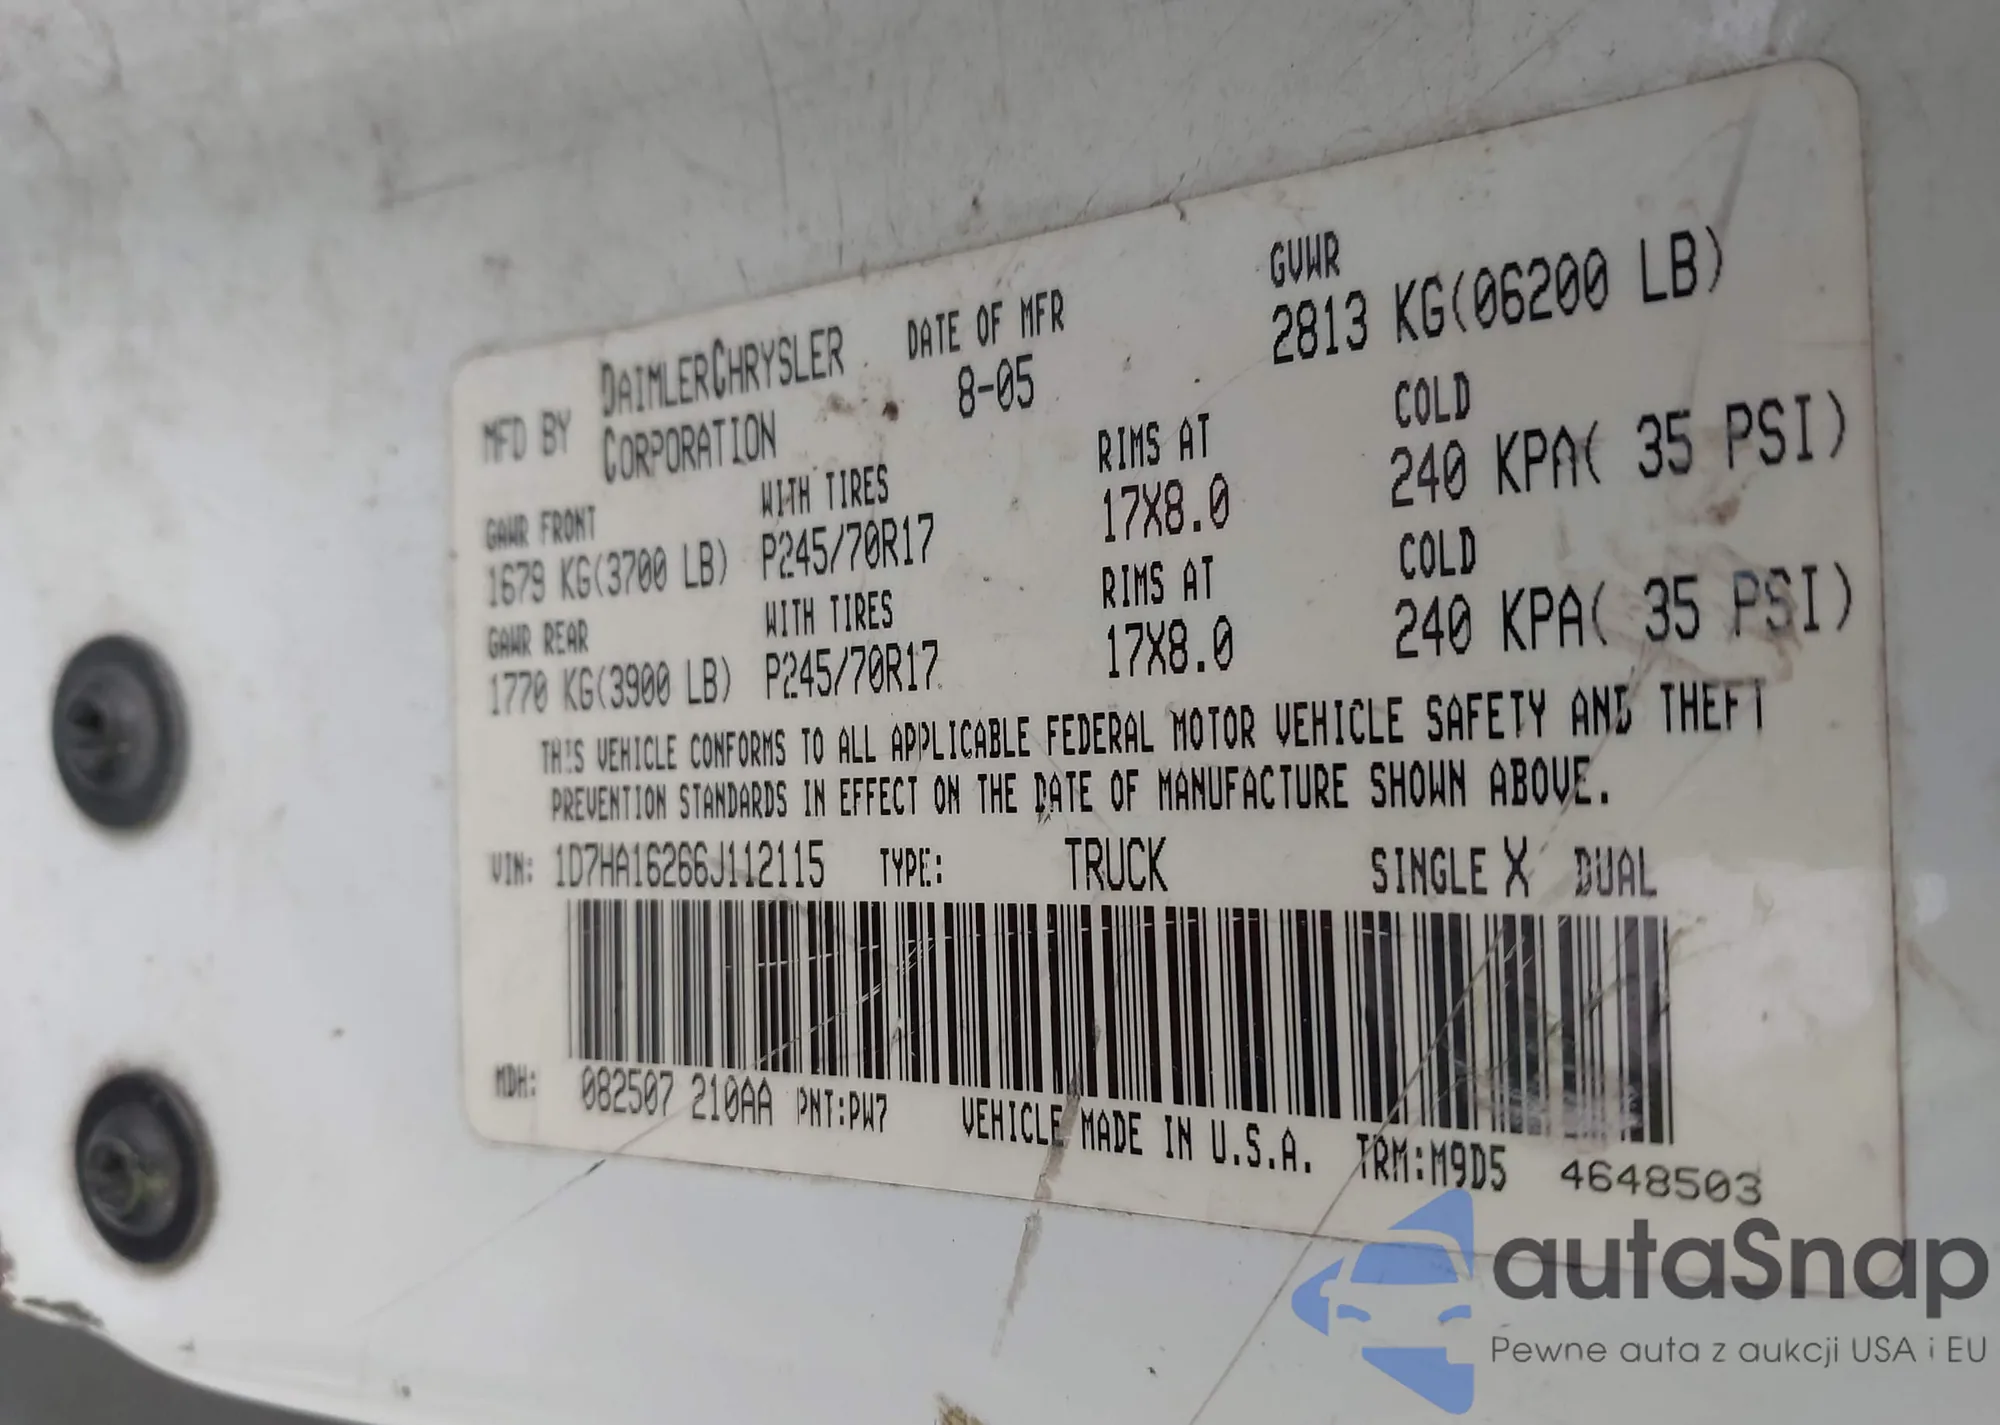 MFD BY DAIMLERCHRYSLER CORPORATION DATE OF MFR 8-05 GVWR 2813 KG(06200 LB)
GAWR FRONT WITH TIRES RIMS AT COLD
1679 KG(3700 LB) P245/70R17 17X8.0 240 KPA( 35 PSI)
GAWR REAR WITH TIRES RIMS AT COLD
1770 KG(3900 LB) P245/70R17 17X8.0 240 KPA( 35 PSI)
THIS VEHICLE CONFORMS TO ALL APPLICABLE FEDERAL MOTOR VEHICLE SAFETY AND THEFT
PREVENTION STANDARDS IN EFFECT ON THE DATE OF MANUFACTURE SHOWN ABOVE.
VIN: 1D7HA16266J112115 TYPE: TRUCK SINGLE X DUAL
MDH: 082507 210AA PNT:PW7 VEHICLE MADE IN U.S.A. TRM:M9D5 4648503
autaSnap
Pewne auta z aukcji USA i EU